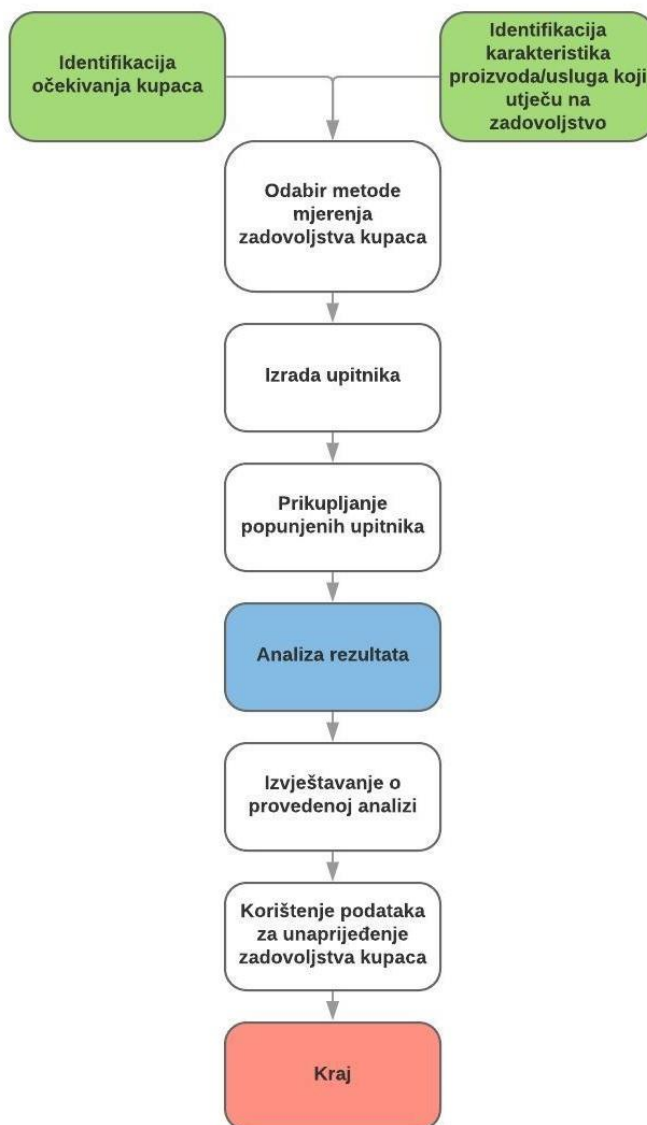 Identifikacija
očekivanja kupaca
Identifikacija
karakteristika
proizvoda/usluga koji
utječu na
zadovoljstvo
Odabir metode
mjerenja
zadovoljstva kupaca
Izrada upitnika
Prikupljanje
popunjenih upitnika
Analiza rezultata
Izvještavanje o
provedenoj analizi
Korištenje podataka
za unaprijeđenje
zadovoljstva kupaca
Kraj